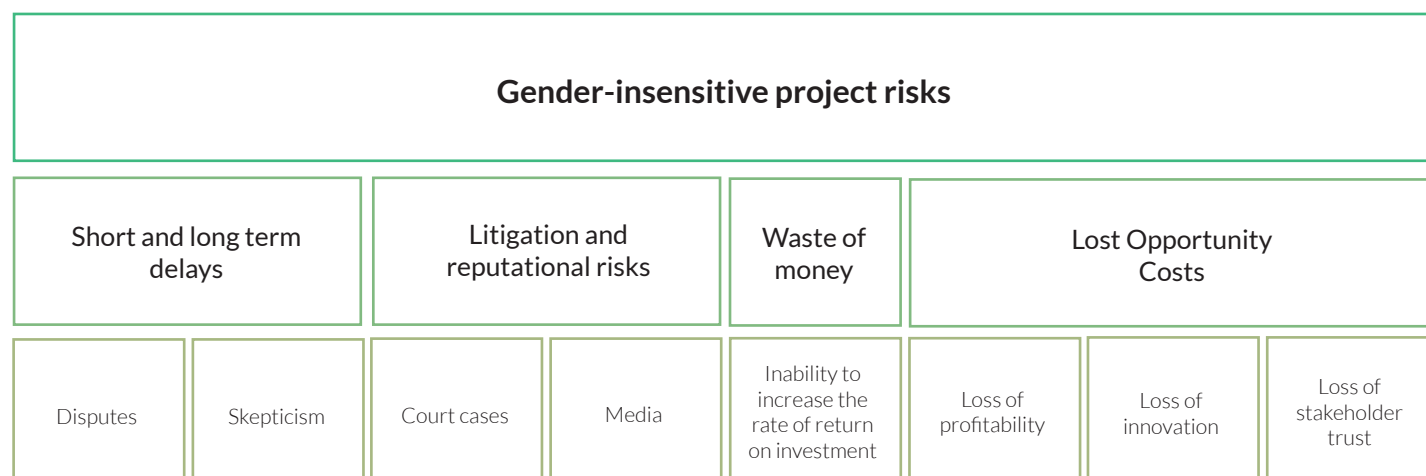 Gender-insensitive project risks
Short and long term
delays
Litigation and
reputational risks
Waste of
money
Lost Opportunity
Costs
Disputes
Skepticism
Court cases
Media
Inability to
increase the
rate of return
on investment
Loss of
profitability
Loss of
innovation
Loss of
stakeholder
trust